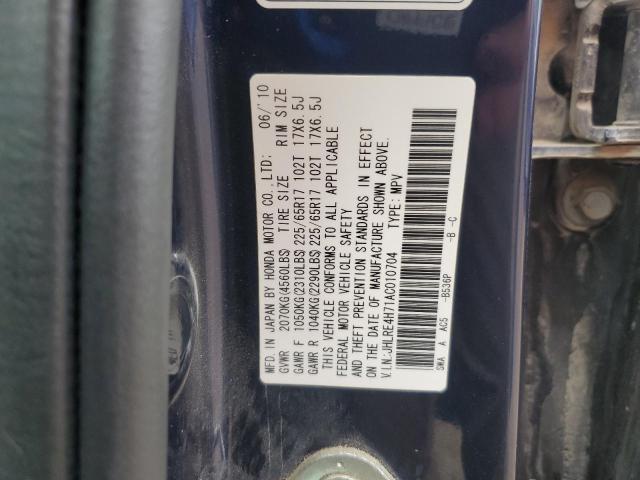 MFD. IN JAPAN BY HONDA MOTOR CO., LTD: 06/'10
GVWR 2070KG(4560LBS) TIRE SIZE RIM SIZE
GAWR F 1050KG(2310LBS) 225/65R17 102T 17X6.5J
GAWR R 1040KG(2290LBS) 225/65R17 102T 17X6.5J
THIS VEHICLE CONFORMS TO ALL APPLICABLE
FEDERAL MOTOR VEHICLE SAFETY
AND THEFT PREVENTION STANDARDS IN EFFECT
ON THE DATE OF MANUFACTURE SHOWN ABOVE.
V.I.N:JHLRE4H71AC010704 TYPE: MPV
SWA A AC5 -B536P -B -C